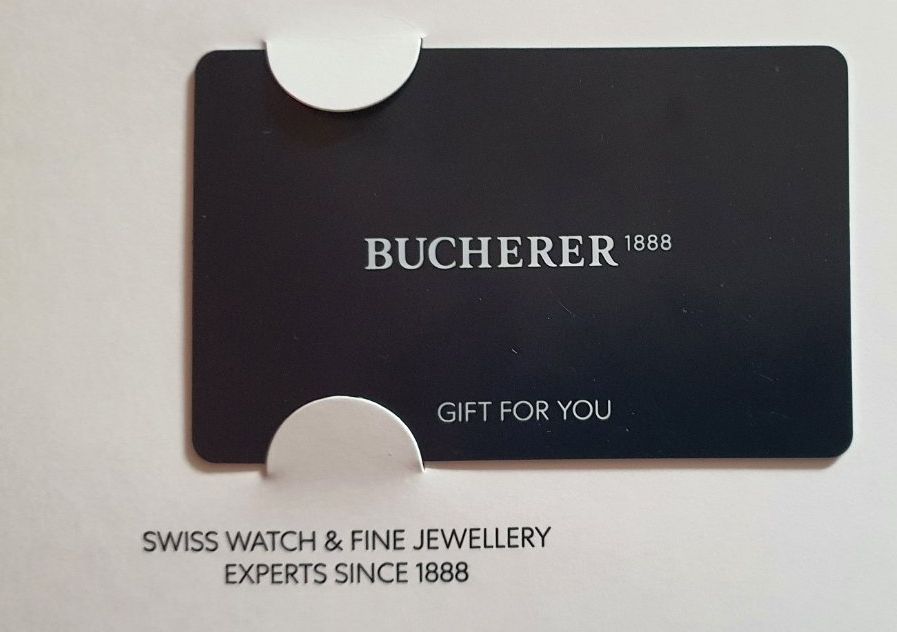 BUCHERER 1888
GIFT FOR YOU
SWISS WATCH & FINE JEWELLERY
EXPERTS SINCE 1888